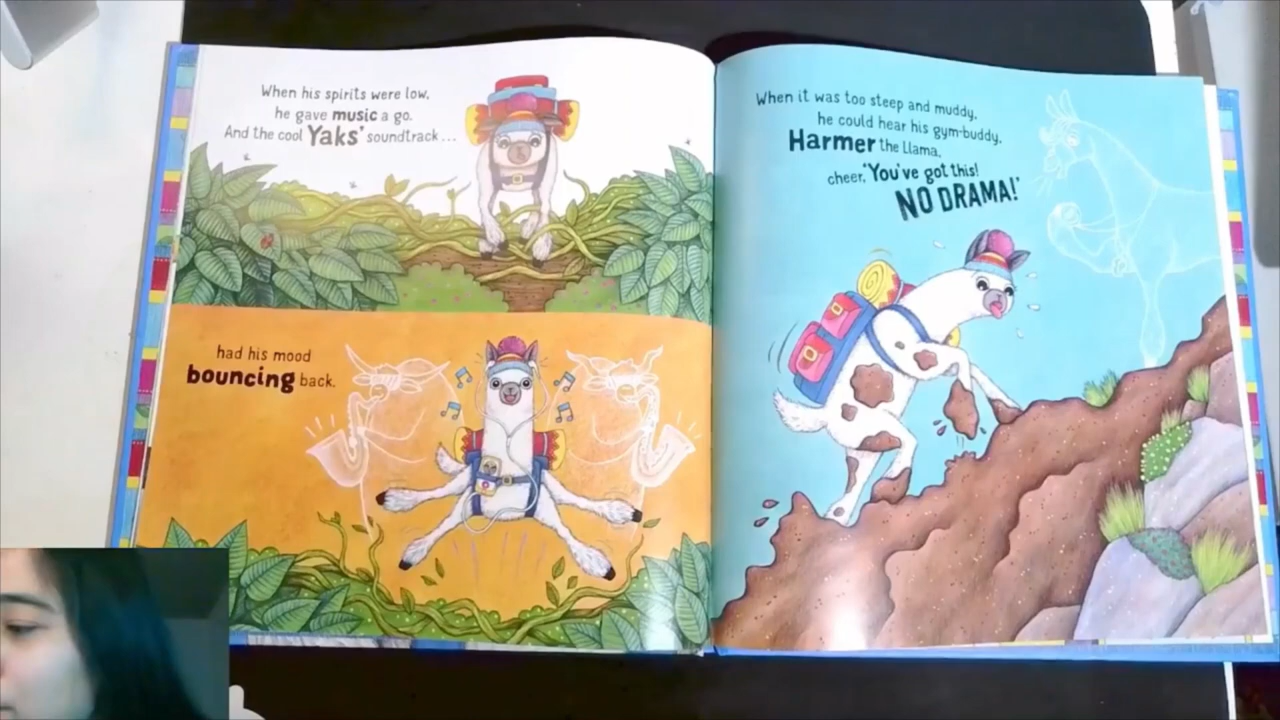 When his spirits were low,
he gave music a go.
And the cool Yaks' soundtrack...
had his mood
bouncing back.
When it was too steep and muddy,
he could hear his gym-buddy,
Harmer the Llama,
cheer, 'You've got this!
NO DRAMA!'